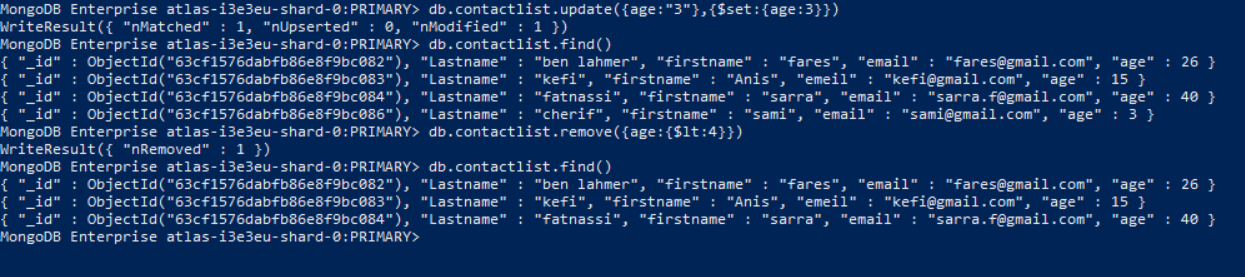 MongoDB Enterprise atlas-i3e3eu-shard-0:PRIMARY> db.contactlist.update({age:"3"},{$set:{age:3}})
WriteResult({ "nMatched" : 1, "nUpserted" : 0, "nModified" : 1 })
MongoDB Enterprise atlas-i3e3eu-shard-0:PRIMARY> db.contactlist.find()
{ "_id" : ObjectId("63cf1576dabfb86e8f9bc082"), "Lastname" : "ben lahmer", "firstname" : "fares", "email" : "fares@gmail.com", "age" : 26 }
{ "_id" : ObjectId("63cf1576dabfb86e8f9bc083"), "Lastname" : "kefi", "firstname" : "Anis", "emeil" : "kefi@gmail.com", "age" : 15 }
{ "_id" : ObjectId("63cf1576dabfb86e8f9bc084"), "Lastname" : "fatnassi", "firstname" : "sarra", "email" : "sarra.f@gmail.com", "age" : 40 }
{ "_id" : ObjectId("63cf1576dabfb86e8f9bc086"), "Lastname" : "cherif", "firstname" : "sami", "email" : "sami@gmail.com", "age" : 3 }
MongoDB Enterprise atlas-i3e3eu-shard-0:PRIMARY> db.contactlist.remove({age:{$lt:4}})
WriteResult({ "nRemoved" : 1 })
MongoDB Enterprise atlas-i3e3eu-shard-0:PRIMARY> db.contactlist.find()
{ "_id" : ObjectId("63cf1576dabfb86e8f9bc082"), "Lastname" : "ben lahmer", "firstname" : "fares", "email" : "fares@gmail.com", "age" : 26 }
{ "_id" : ObjectId("63cf1576dabfb86e8f9bc083"), "Lastname" : "kefi", "firstname" : "Anis", "emeil" : "kefi@gmail.com", "age" : 15 }
{ "_id" : ObjectId("63cf1576dabfb86e8f9bc084"), "Lastname" : "fatnassi", "firstname" : "sarra", "email" : "sarra.f@gmail.com", "age" : 40 }
MongoDB Enterprise atlas-i3e3eu-shard-0:PRIMARY>